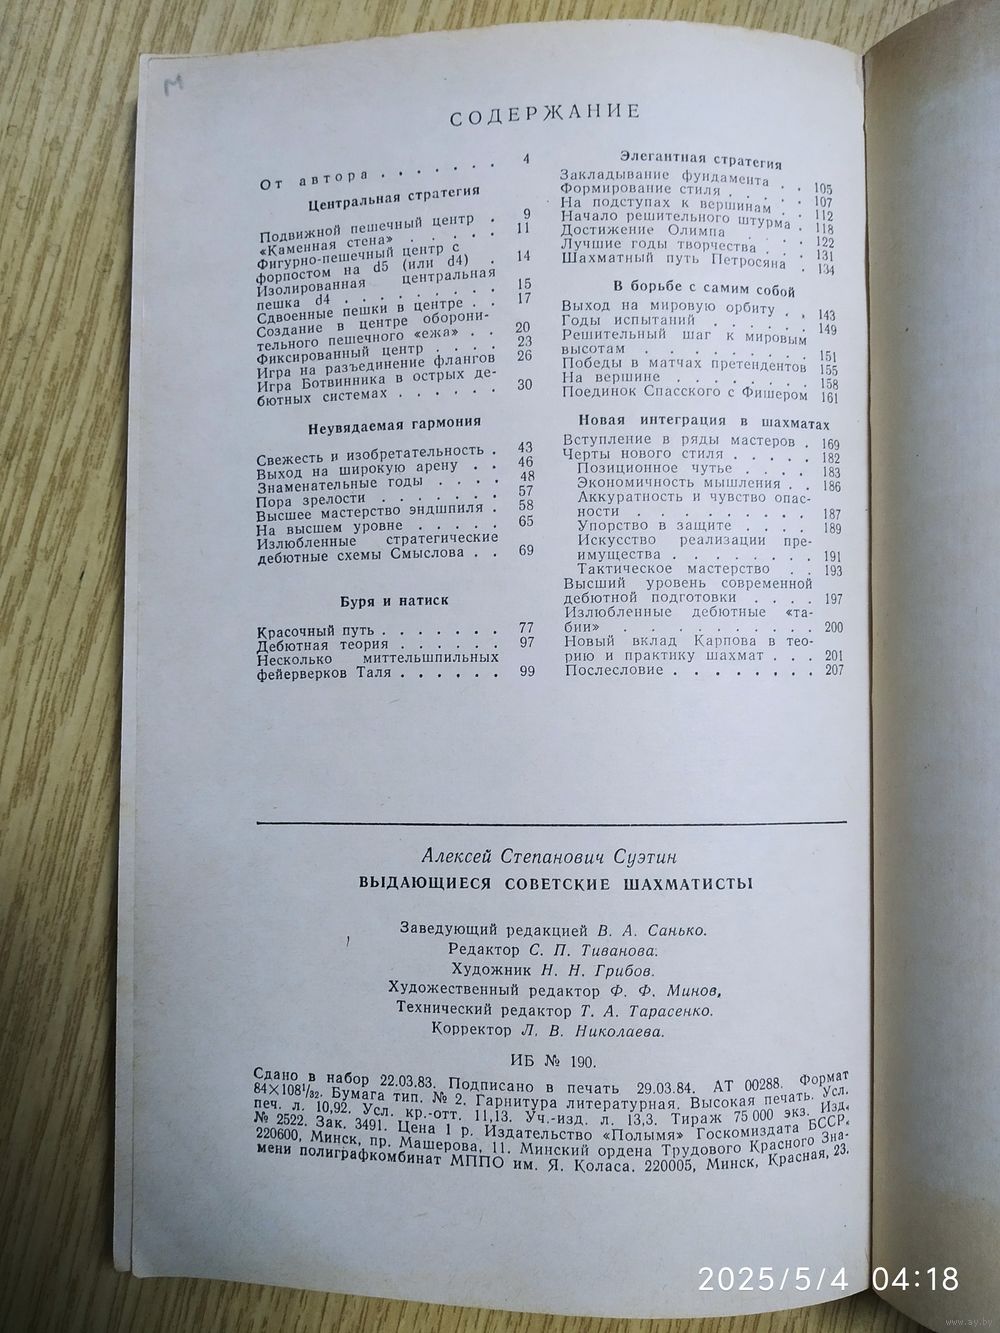 м
СОДЕРЖАНИЕ
От автора . . . . . . . 4
Центральная стратегия
Подвижной пешечный центр . 9
«Каменная стена» . . . . . 11
Фигурно-пешечный центр с
форпостом на d5 (или d4) . 14
Изолированная центральная
пешка d4 . . . . . . . . . 15
Сдвоенные пешки в центре . . 17
Создание в центре оборони-
тельного пешечного «ежа» . . 20
Фиксированный центр . . . . 23
Игра на разъединение флангов 26
Игра Ботвинника в острых де-
бютных системах . . . . . . 30
Неувядаемая гармония
Свежесть и изобретательность . 43
Выход на широкую арену . . 46
Знаменательные годы . . . . 48
Пора зрелости . . . . . . . 57
Высшее мастерство эндшпиля . 58
На высшем уровне . . . . . 65
Излюбленные стратегические
дебютные схемы Смыслова . . 69
Буря и натиск
Красочный путь . . . . . . . 77
Дебютная теория . . . . . . 97
Несколько миттельшпильных
фейерверков Таля . . . . . . 99
Элегантная стратегия
Закладывание фундамента . . 105
Формирование стиля . . . . . 107
На подступах к вершинам . . 112
Начало решительного штурма . 118
Достижение Олимпа . . . . 122
Лучшие годы творчества . . . 131
Шахматный путь Петросяна . 134
В борьбе с самим собой
Выход на мировую орбиту . . 143
Годы испытаний . . . . . . 149
Решительный шаг к мировым
высотам . . . . . . . . . 151
Победы в матчах претендентов 155
На вершине . . . . . . . . 158
Поединок Спасского с Фишером 161
Новая интеграция в шахматах
Вступление в ряды мастеров . 169
Черты нового стиля . . . . . 182
Позиционное чутье . . . . 183
Экономичность мышления . . 186
Аккуратность и чувство опас-
ности . . . . . . . . . 187
Упорство в защите . . . . 189
Искусство реализации пре-
имущества . . . . . . . . 191
Тактическое мастерство . . 193
Высший уровень современной
дебютной подготовки . . . . 197
Излюбленные дебютные «та-
бии» . . . . . . . . . . 200
Новый вклад Карпова в тео-
рию и практику шахмат . . . 201
Послесловие . . . . . . . . 207
Алексей Степанович Суэтин
ВЫДАЮЩИЕСЯ СОВЕТСКИЕ ШАХМАТИСТЫ
Заведующий редакцией В. А. Санько.
Редактор С. П. Тиванова.
Художник Н. Н. Грибов.
Художественный редактор Ф. Ф. Минов,
Технический редактор Т. А. Тарасенко.
Корректор Л. В. Николаева.
ИБ № 190.
Сдано в набор 22.03.83. Подписано в печать 29.03.84. АТ 00288. Формат
84×108¹/₃₂. Бумага тип. № 2. Гарнитура литературная. Высокая печать. Усл.
печ. л. 10,92. Усл. кр.-отт. 11,13. Уч.-изд. л. 13,3. Тираж 75 000 экз. Изд.
№ 2522. Зак. 3491. Цена 1 р. Издательство «Полымя» Госкомиздата БССР.
220600, Минск, пр. Машерова, 11. Минский ордена Трудового Красного Зна-
мени полиграфкомбинат МППО им. Я. Коласа. 220005, Минск, Красная, 23.
2025/5/4 04:18
www.ay.by